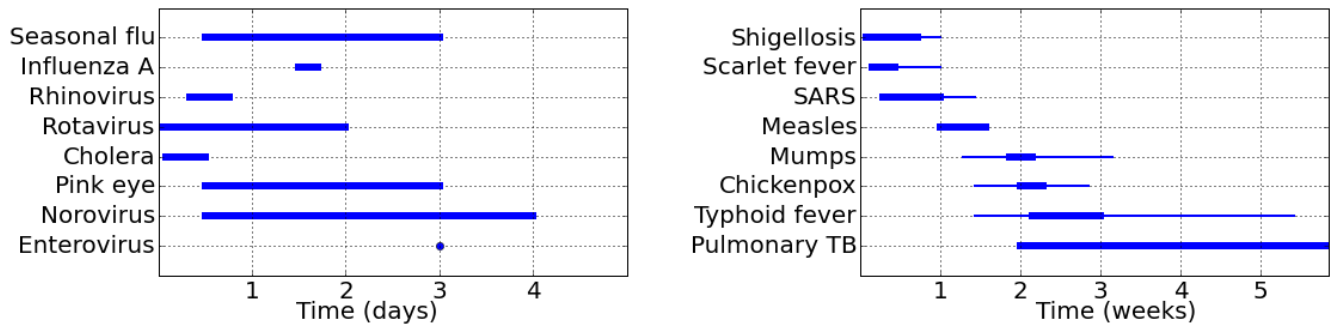 Seasonal flu
Influenza A
Rhinovirus
Rotavirus
Cholera
Pink eye
Norovirus
Enterovirus
1 2 3 4
Time (days)
Shigellosis
Scarlet fever
SARS
Measles
Mumps
Chickenpox
Typhoid fever
Pulmonary TB
1 2 3 4 5
Time (weeks)